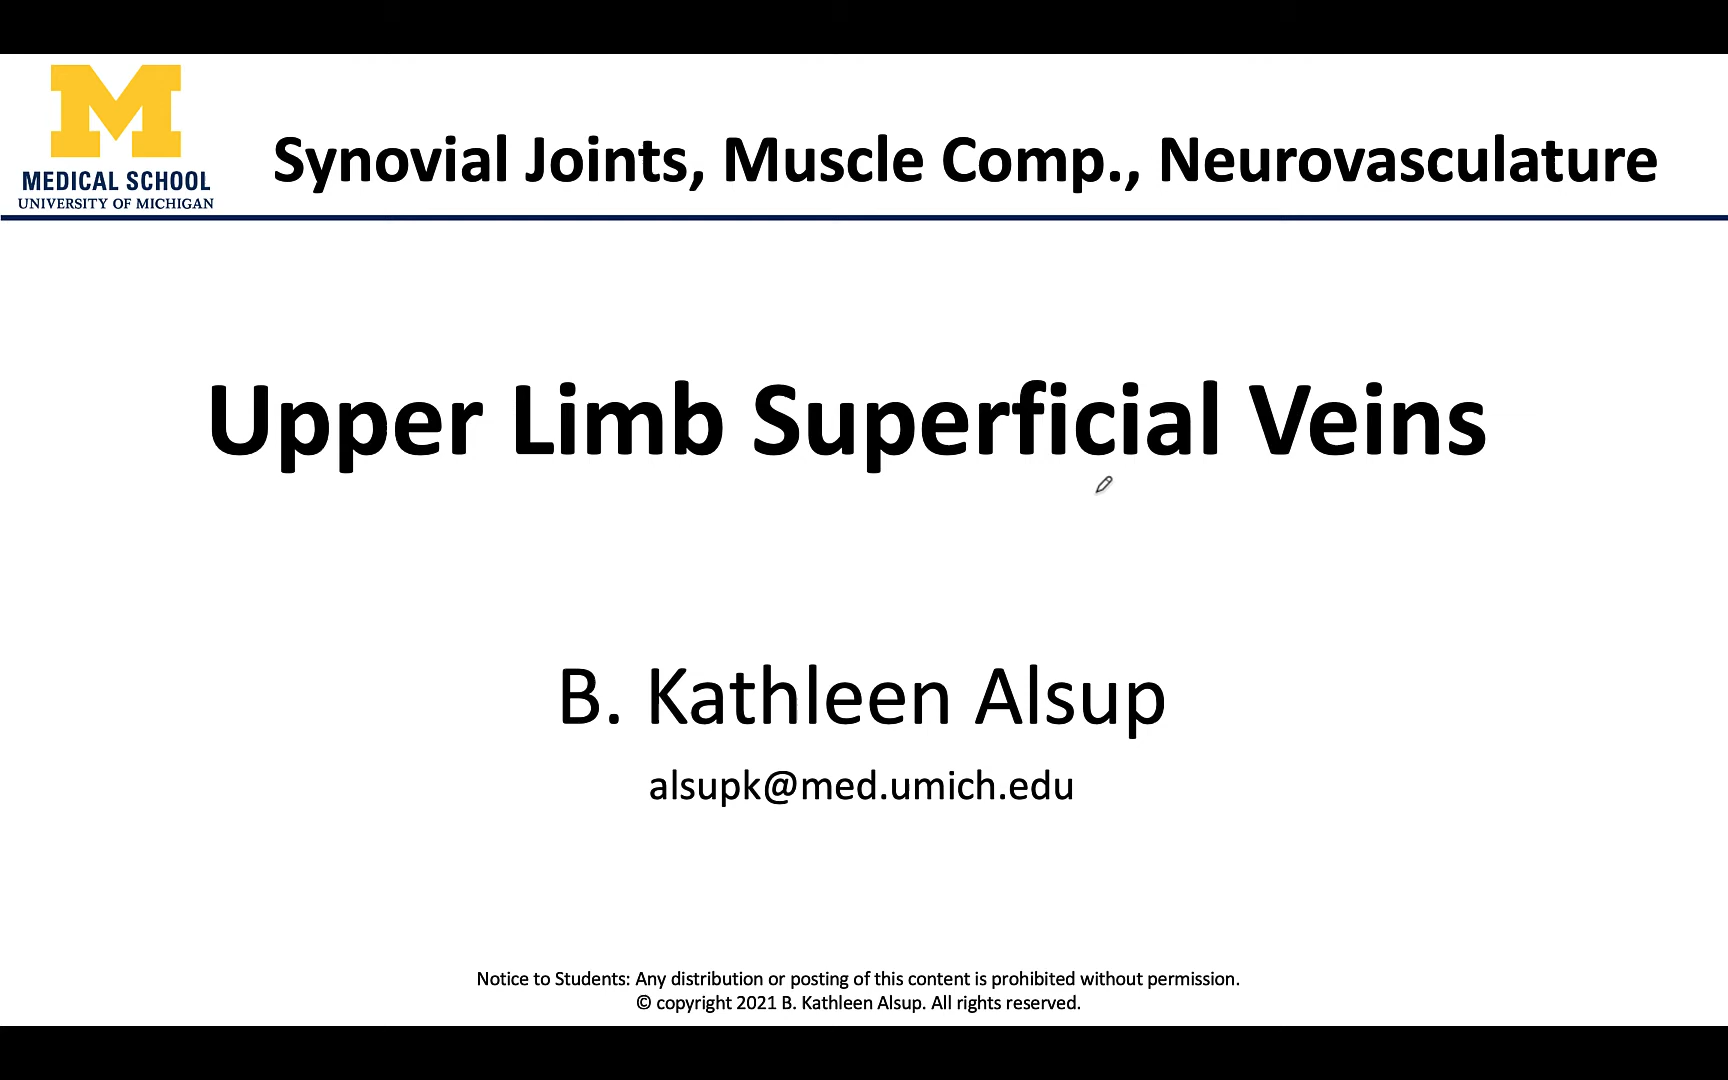 M
MEDICAL SCHOOL
UNIVERSITY OF MICHIGAN
Synovial Joints, Muscle Comp., Neurovasculature
Upper Limb Superficial Veins
B. Kathleen Alsup
alsupk@med.umich.edu
Notice to Students: Any distribution or posting of this content is prohibited without permission.
© copyright 2021 B. Kathleen Alsup. All rights reserved.